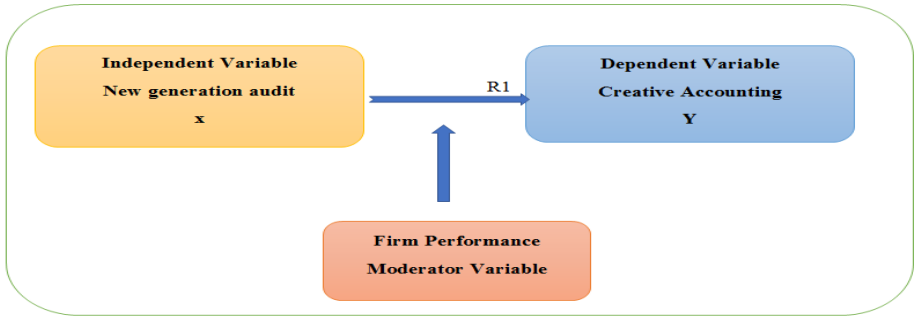 Independent Variable
New generation audit
x
R1
Dependent Variable
Creative Accounting
Y
Firm Performance
Moderator Variable